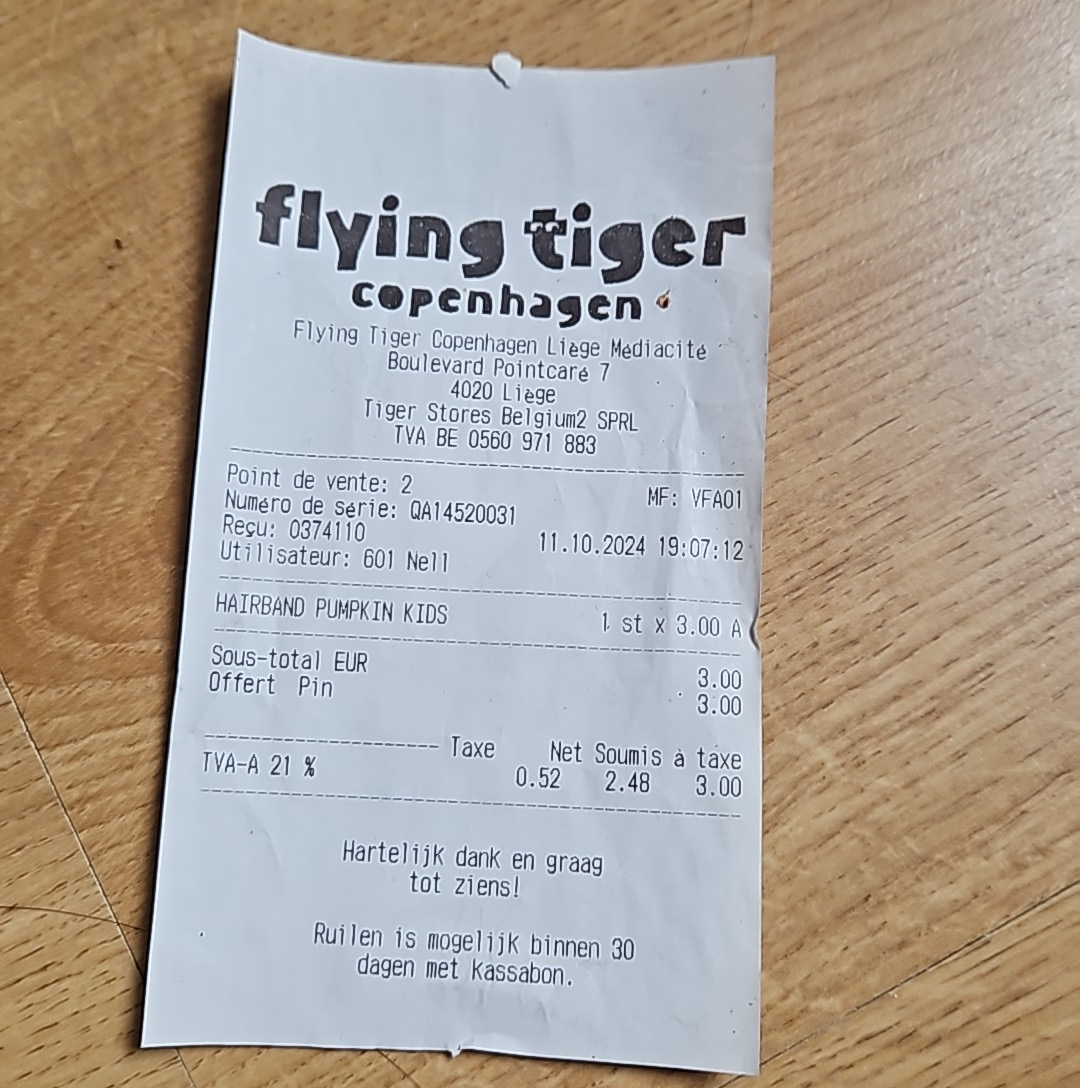 flying tiger
copenhagen
Flying Tiger Copenhagen Liège Médiacité
Boulevard Pointcaré 7
4020 Liège
Tiger Stores Belgium2 SPRL
TVA BE 0560 971 883
Point de vente: 2 MF: VFA01
Numéro de série: QA14520031
Reçu: 0374110 11.10.2024 19:07:12
Utilisateur: 601 Nell
HAIRBAND PUMPKIN KIDS 1 st x 3.00 A
Sous-total EUR 3.00
Offert Pin 3.00
Taxe Net Soumis à taxe
TVA-A 21 % 0.52 2.48 3.00
Hartelijk dank en graag
tot ziens!
Ruilen is mogelijk binnen 30
dagen met kassabon.